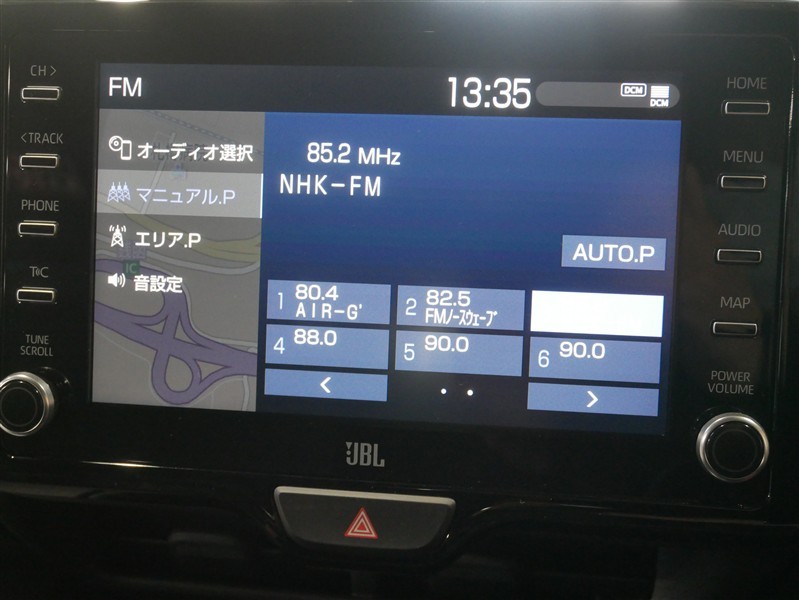 CH >
<TRACK
PHONE
T&C
TUNE
SCROLL
FM
13:35
DCM
DCM
オーディオ選択
マニュアル.P
エリア.P
音設定
IC
85.2 MHz
NHK-FM
AUTO.P
1 80.4
AIR-G'
2 82.5
FMノースウェーブ
4 88.0
5 90.0
6 90.0
<
>
HOME
MENU
AUDIO
MAP
POWER
VOLUME
JBL